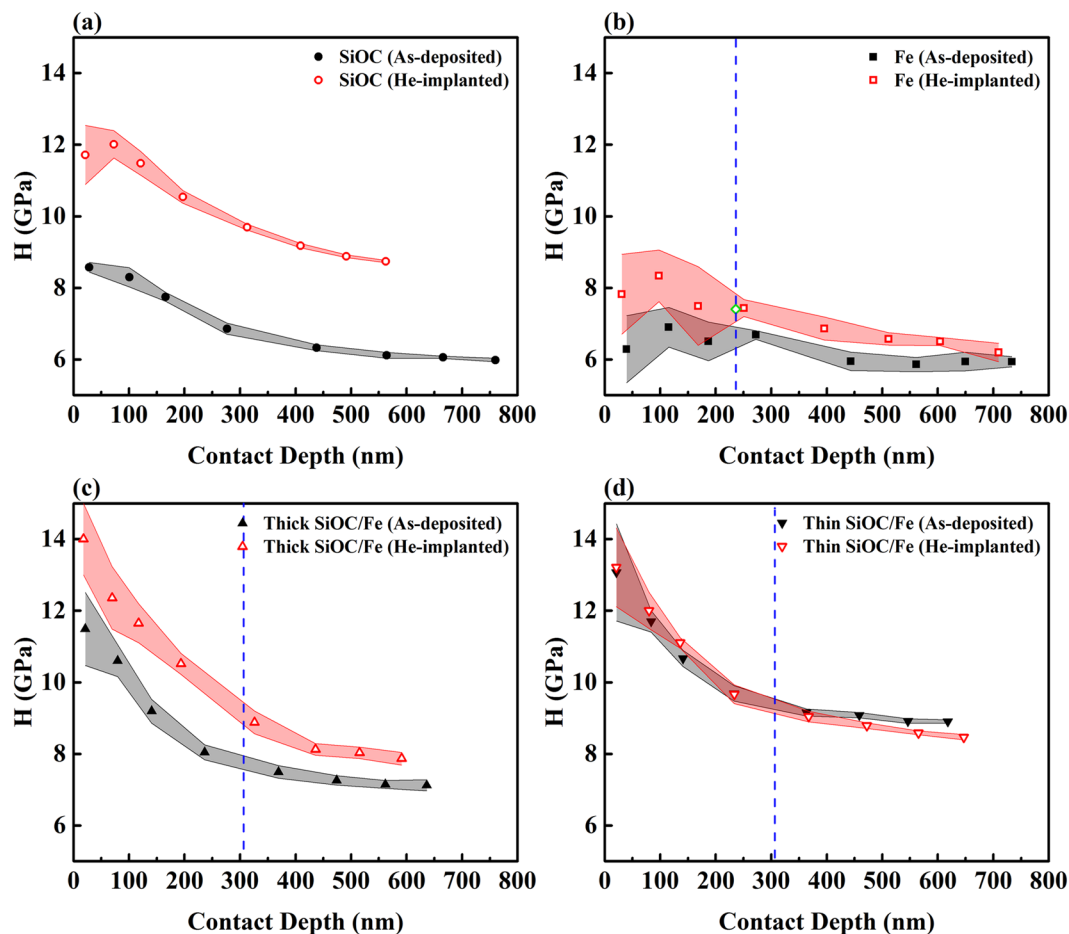 (a)
SiOC (As-deposited)
SiOC (He-implanted)
14
12
10
8
6
H (GPa)
0 100 200 300 400 500 600 700 800
Contact Depth (nm)
(b)
Fe (As-deposited)
Fe (He-implanted)
14
12
10
8
6
H (GPa)
0 100 200 300 400 500 600 700 800
Contact Depth (nm)
(c)
Thick SiOC/Fe (As-deposited)
Thick SiOC/Fe (He-implanted)
14
12
10
8
6
H (GPa)
0 100 200 300 400 500 600 700 800
Contact Depth (nm)
(d)
Thin SiOC/Fe (As-deposited)
Thin SiOC/Fe (He-implanted)
14
12
10
8
6
H (GPa)
0 100 200 300 400 500 600 700 800
Contact Depth (nm)